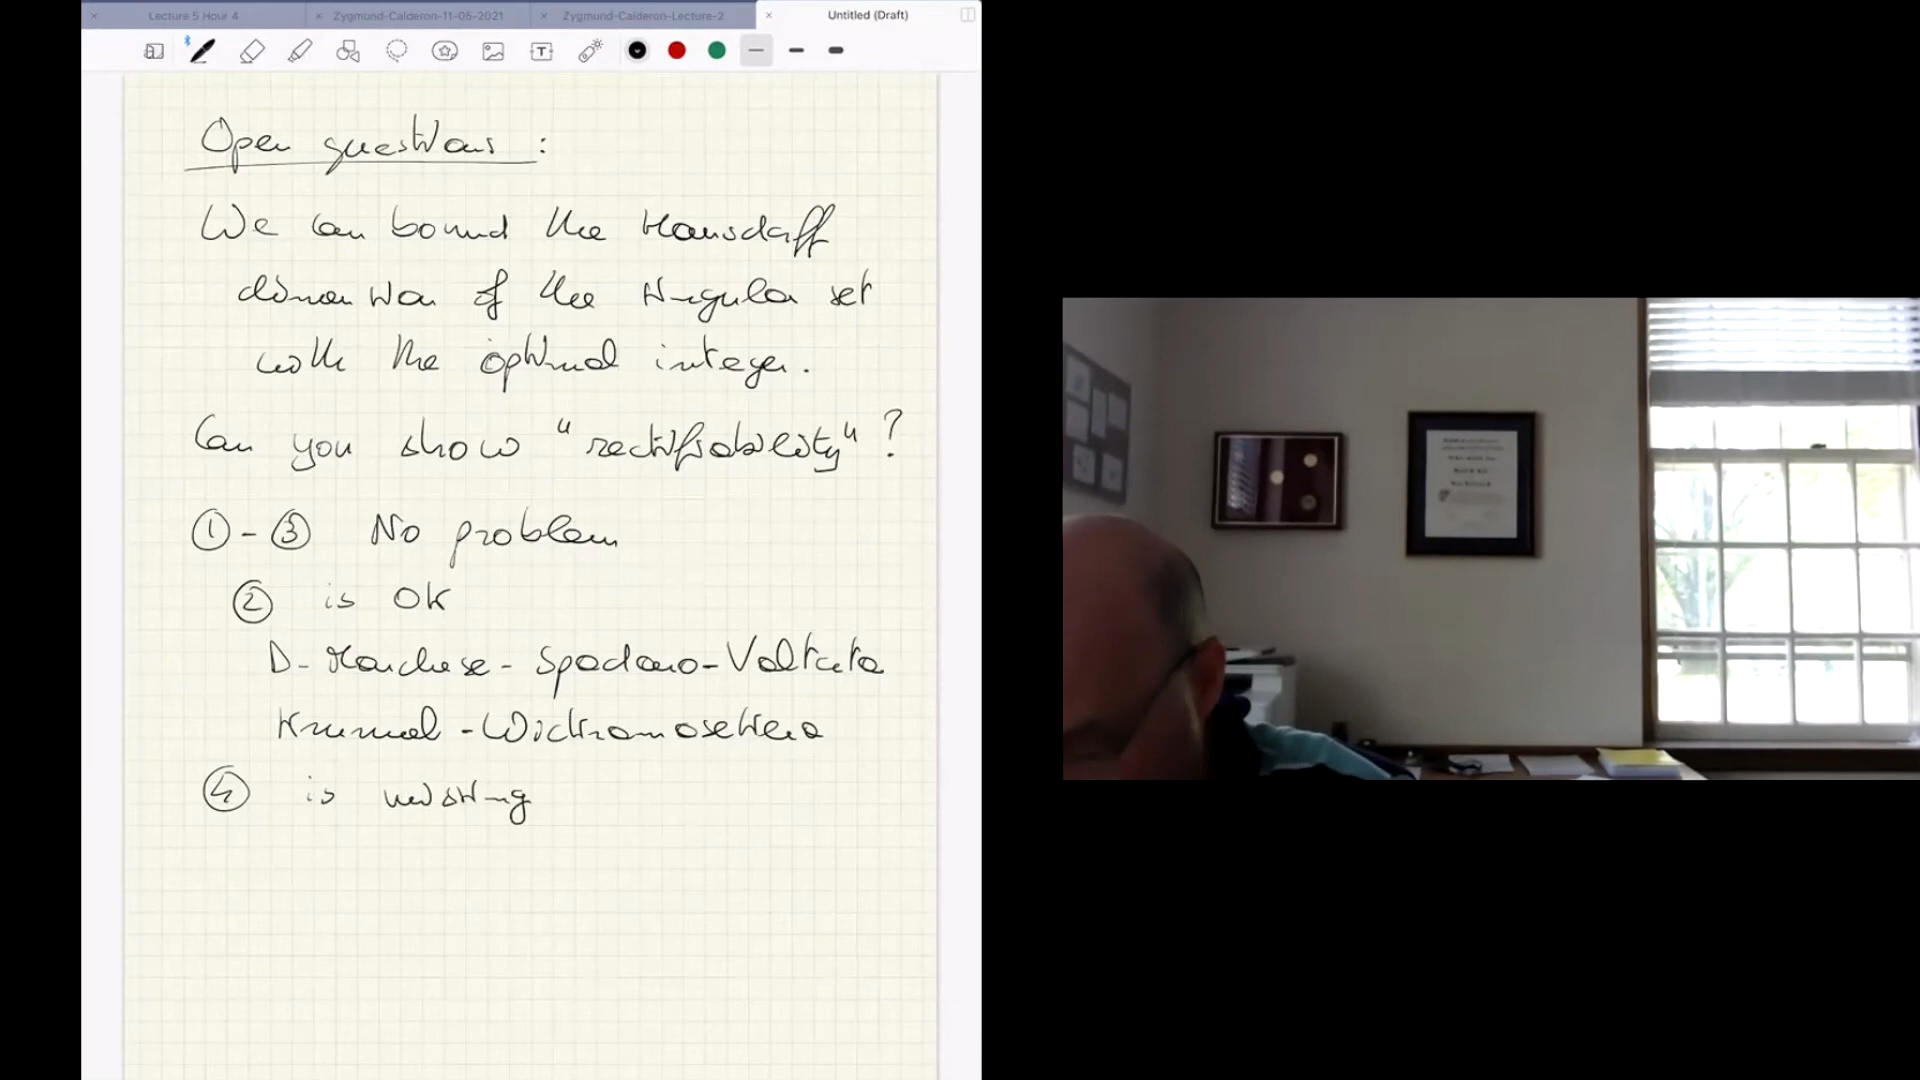 Lecture 5 Hour 4
Zygmund-Calderon-11-05-2021
Zygmund-Calderon-Lecture-2
Untitled (Draft)
Open questions :
We can bound the Hausdorff
dimension of the singular set
with the optimal integer.
Can you show "rectifiability" ?
① - ③ No problem
② is OK
D- Marchese - Spadaro - Valtorta
Krummel - Wickramasekera
④ is missing